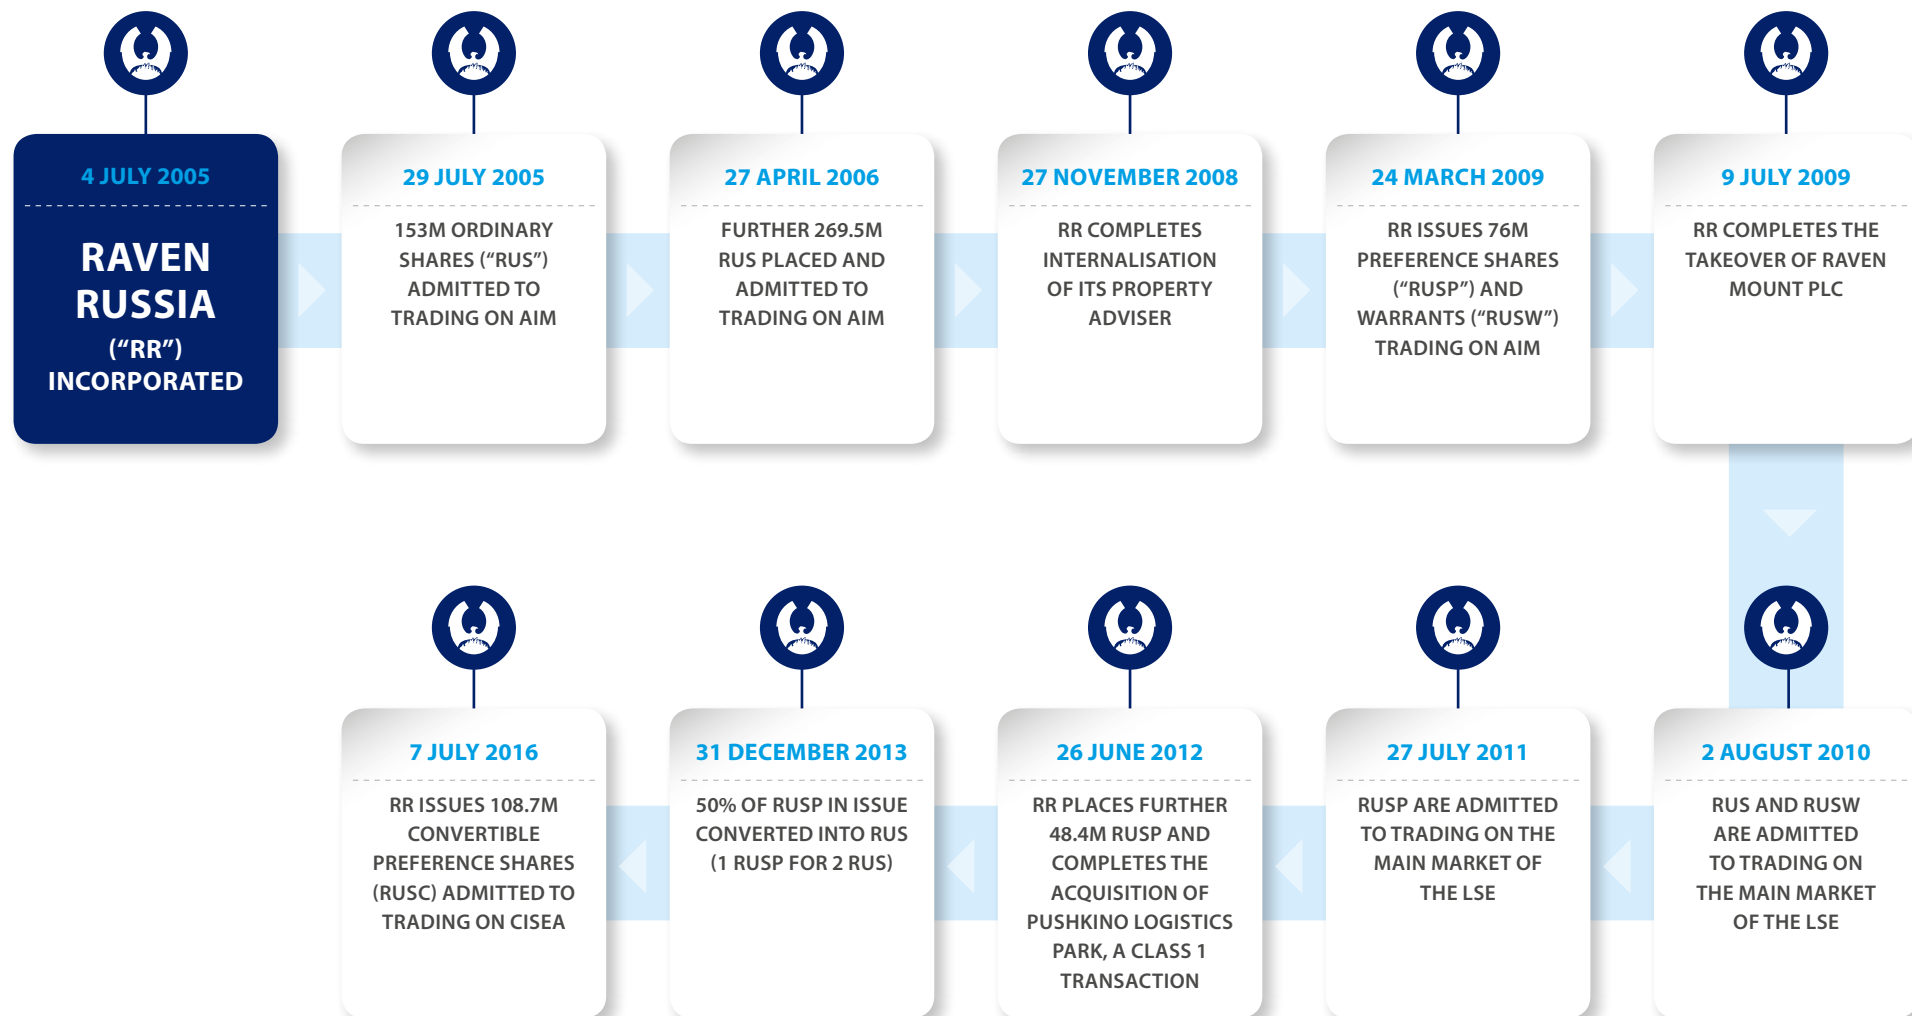 4 JULY 2005
RAVEN
RUSSIA
(“RR”)
INCORPORATED
29 JULY 2005
153M ORDINARY
SHARES (“RUS”)
ADMITTED TO
TRADING ON AIM
27 APRIL 2006
FURTHER 269.5M
RUS PLACED AND
ADMITTED TO
TRADING ON AIM
27 NOVEMBER 2008
RR COMPLETES
INTERNALISATION
OF ITS PROPERTY
ADVISER
24 MARCH 2009
RR ISSUES 76M
PREFERENCE SHARES
(“RUSP”) AND
WARRANTS (“RUSW”)
TRADING ON AIM
9 JULY 2009
RR COMPLETES THE
TAKEOVER OF RAVEN
MOUNT PLC
2 AUGUST 2010
RUS AND RUSW
ARE ADMITTED
TO TRADING ON
THE MAIN MARKET
OF THE LSE
27 JULY 2011
RUSP ARE ADMITTED
TO TRADING ON THE
MAIN MARKET OF
THE LSE
26 JUNE 2012
RR PLACES FURTHER
48.4M RUSP AND
COMPLETES THE
ACQUISITION OF
PUSHKINO LOGISTICS
PARK, A CLASS 1
TRANSACTION
31 DECEMBER 2013
50% OF RUSP IN ISSUE
CONVERTED INTO RUS
(1 RUSP FOR 2 RUS)
7 JULY 2016
RR ISSUES 108.7M
CONVERTIBLE
PREFERENCE SHARES
(RUSC) ADMITTED TO
TRADING ON CISEA